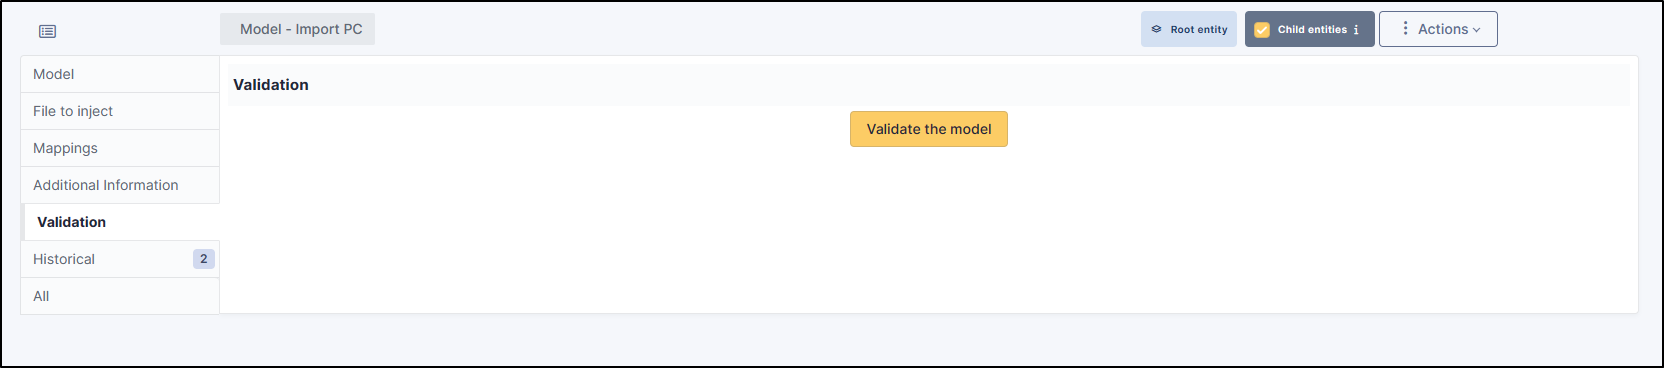 Model - Import PC
Root entity
Child entities i
Actions
Model
File to inject
Mappings
Additional Information
Validation
Historical 2
All
Validation
Validate the model